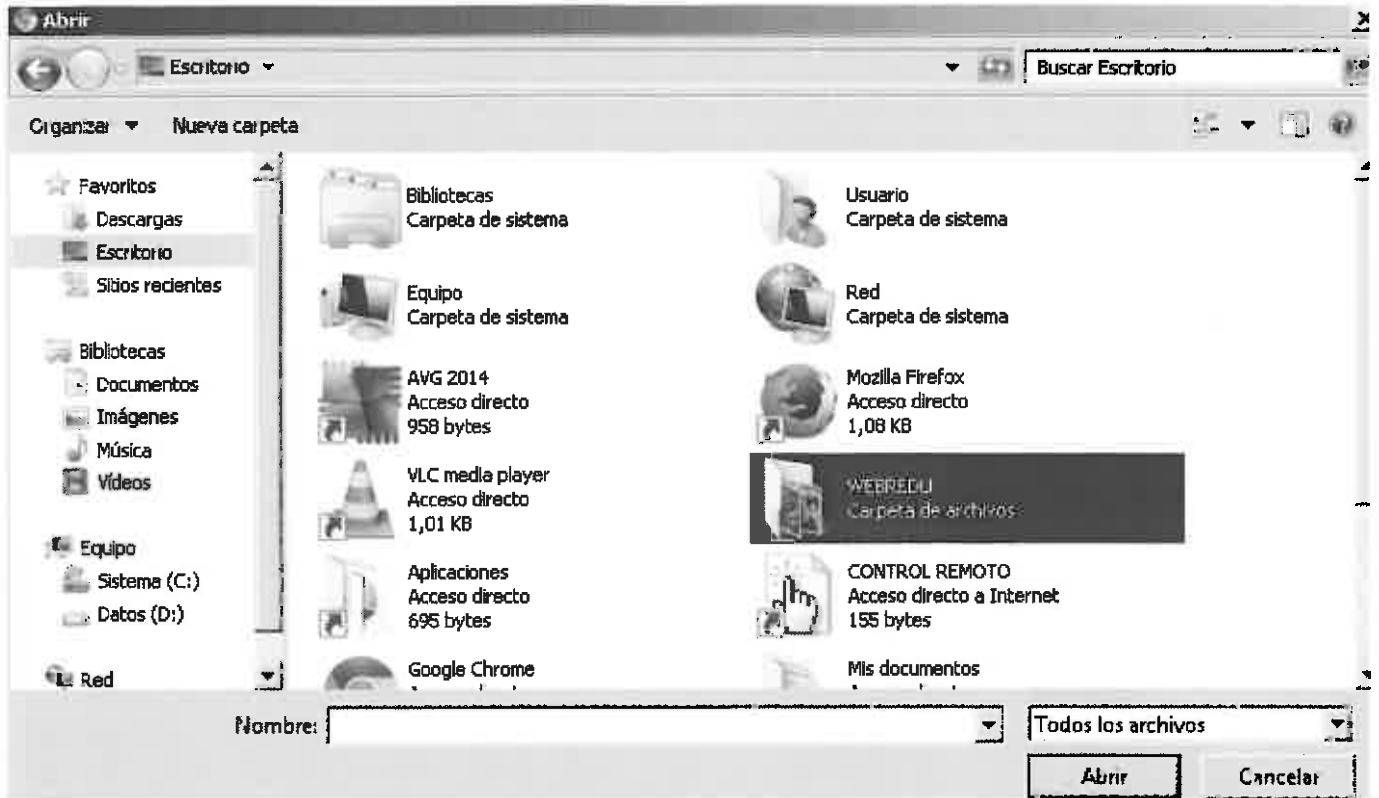 Abrir
Escritorio
Buscar Escritorio
Organizar
Nueva carpeta
Favoritos
Descargas
Escritorio
Sitios recientes
Bibliotecas
Documentos
Imágenes
Música
Vídeos
Equipo
Sistema (C:)
Datos (D:)
Red
Bibliotecas
Carpeta de sistema
Usuario
Carpeta de sistema
Equipo
Carpeta de sistema
Red
Carpeta de sistema
AVG 2014
Acceso directo
958 bytes
Mozilla Firefox
Acceso directo
1,08 KB
VLC media player
Acceso directo
1,01 KB
WEBREDU
Carpeta de archivos
Aplicaciones
Acceso directo
695 bytes
CONTROL REMOTO
Acceso directo a Internet
155 bytes
Google Chrome
Mis documentos
Nombre:
Todos los archivos
Abrir
Cancelar